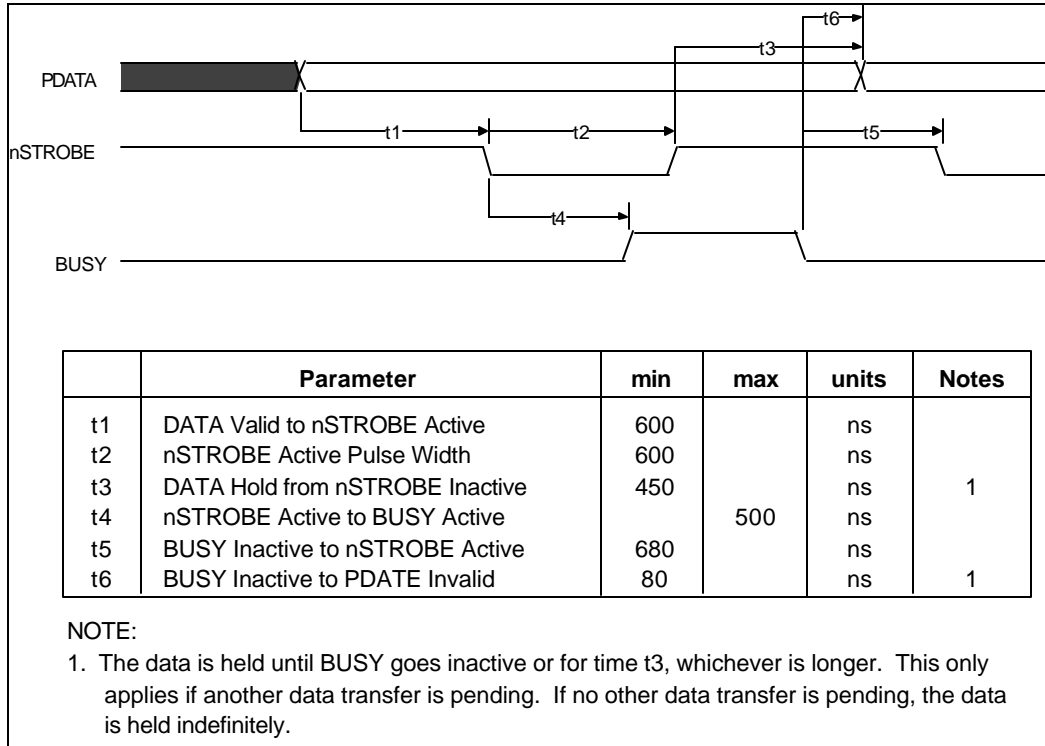 t6
t3
PDATA
t1
t2
t5
nSTROBE
t4
BUSY
Parameter min max units Notes
t1 DATA Valid to nSTROBE Active 600 ns
t2 nSTROBE Active Pulse Width 600 ns
t3 DATA Hold from nSTROBE Inactive 450 ns 1
t4 nSTROBE Active to BUSY Active 500 ns
t5 BUSY Inactive to nSTROBE Active 680 ns
t6 BUSY Inactive to PDATE Invalid 80 ns 1
NOTE:
1. The data is held until BUSY goes inactive or for time t3, whichever is longer. This only
applies if another data transfer is pending. If no other data transfer is pending, the data
is held indefinitely.